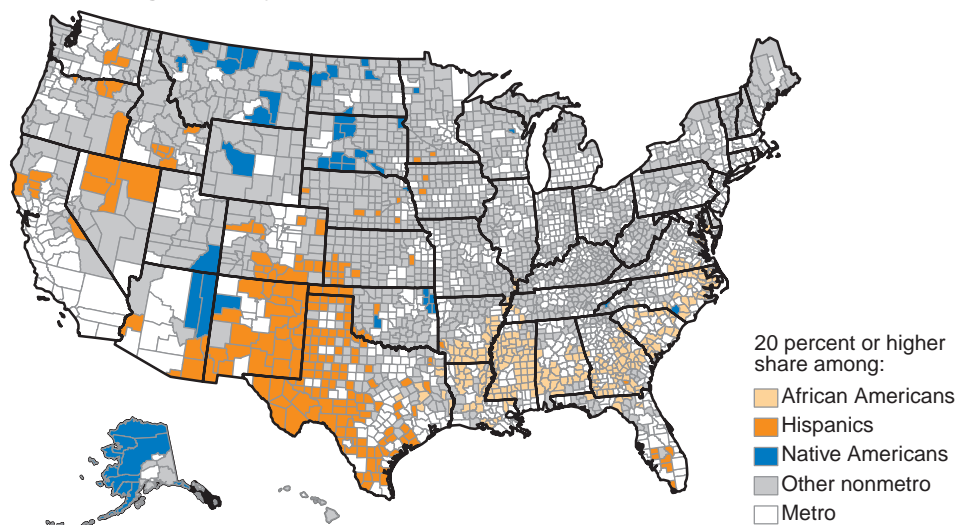 20 percent or higher
share among:
African Americans
Hispanics
Native Americans
Other nonmetro
Metro